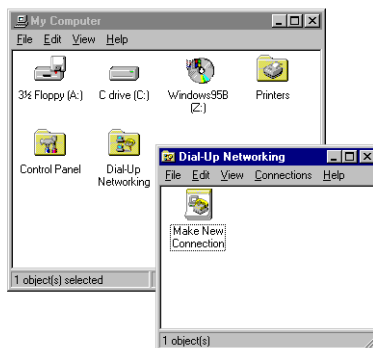 My Computer
File Edit View Help
3½ Floppy (A:) C drive (C:) Windows95B (Z:) Printers
Control Panel Dial-Up Networking
1 object(s) selected
Dial-Up Networking
File Edit View Connections Help
Make New
Connection
1 object(s)